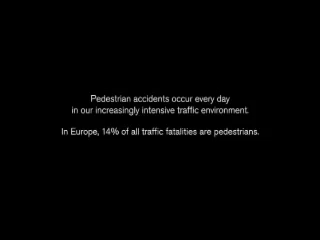 Pedestrian accidents occur every day
in our increasingly intensive traffic environment.
In Europe, 14% of all traffic fatalities are pedestrians.